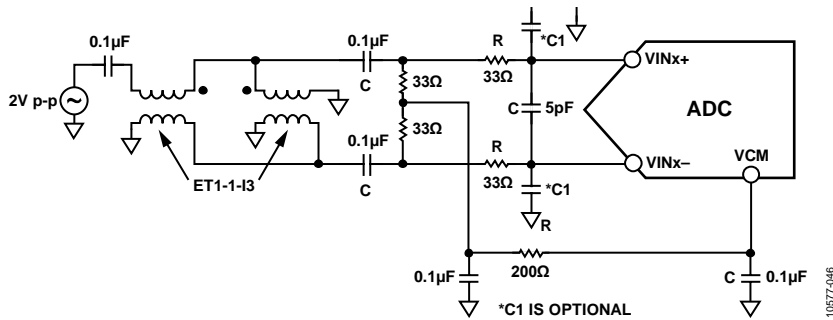 *C1
0.1µF
0.1µF
R
VINx+
C
33Ω
33Ω
2V p-p
C
5pF
ADC
33Ω
R
VCM
0.1µF
VINx–
ET1-1-I3
C
33Ω
*C1
R
0.1µF
200Ω
C
0.1µF
*C1 IS OPTIONAL
10577-046